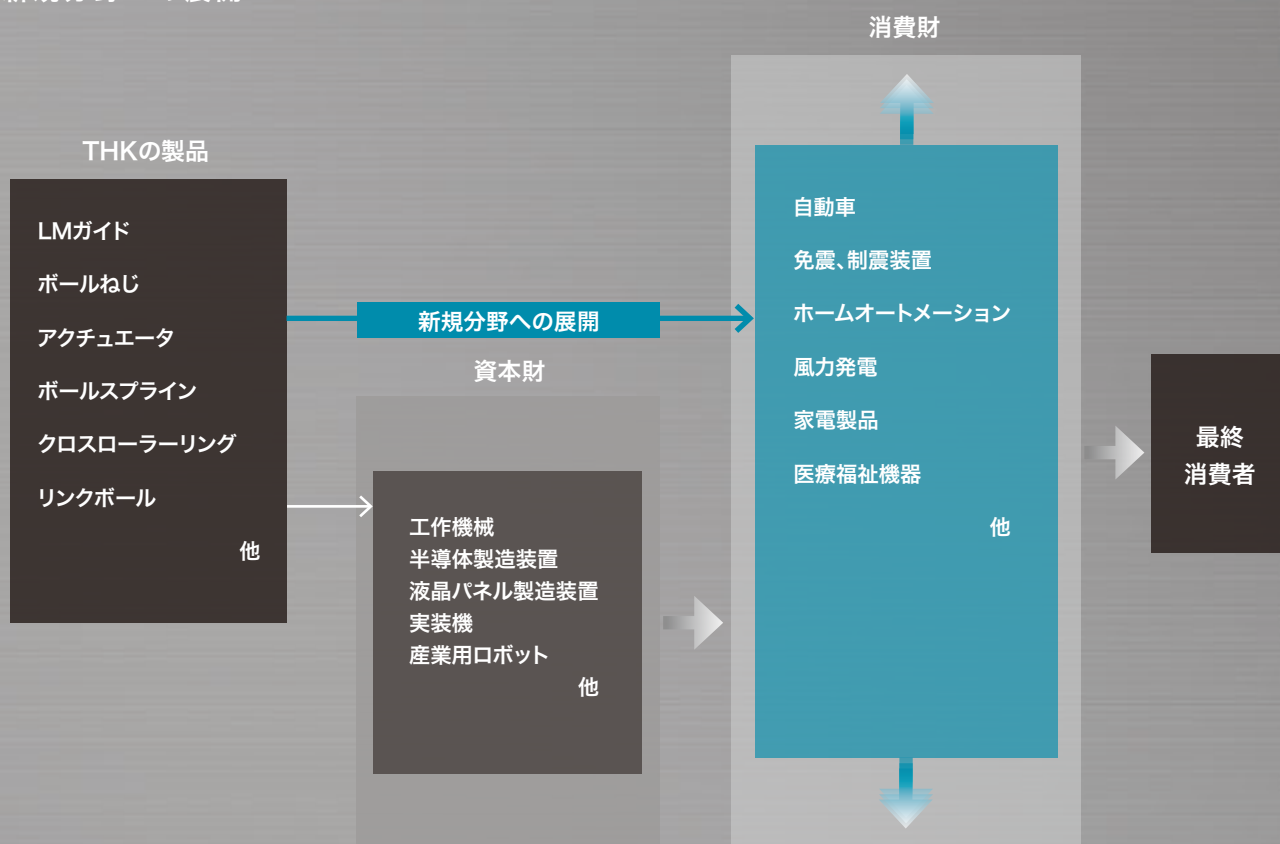 消費財
THKの製品
LMガイド
ボールねじ
アクチュエータ
ボールスプライン
クロスローラーリング
リンクボール
他
新規分野への展開
資本財
工作機械
半導体製造装置
液晶パネル製造装置
実装機
産業用ロボット
他
自動車
免震、制震装置
ホームオートメーション
風力発電
家電製品
医療福祉機器
他
最終
消費者